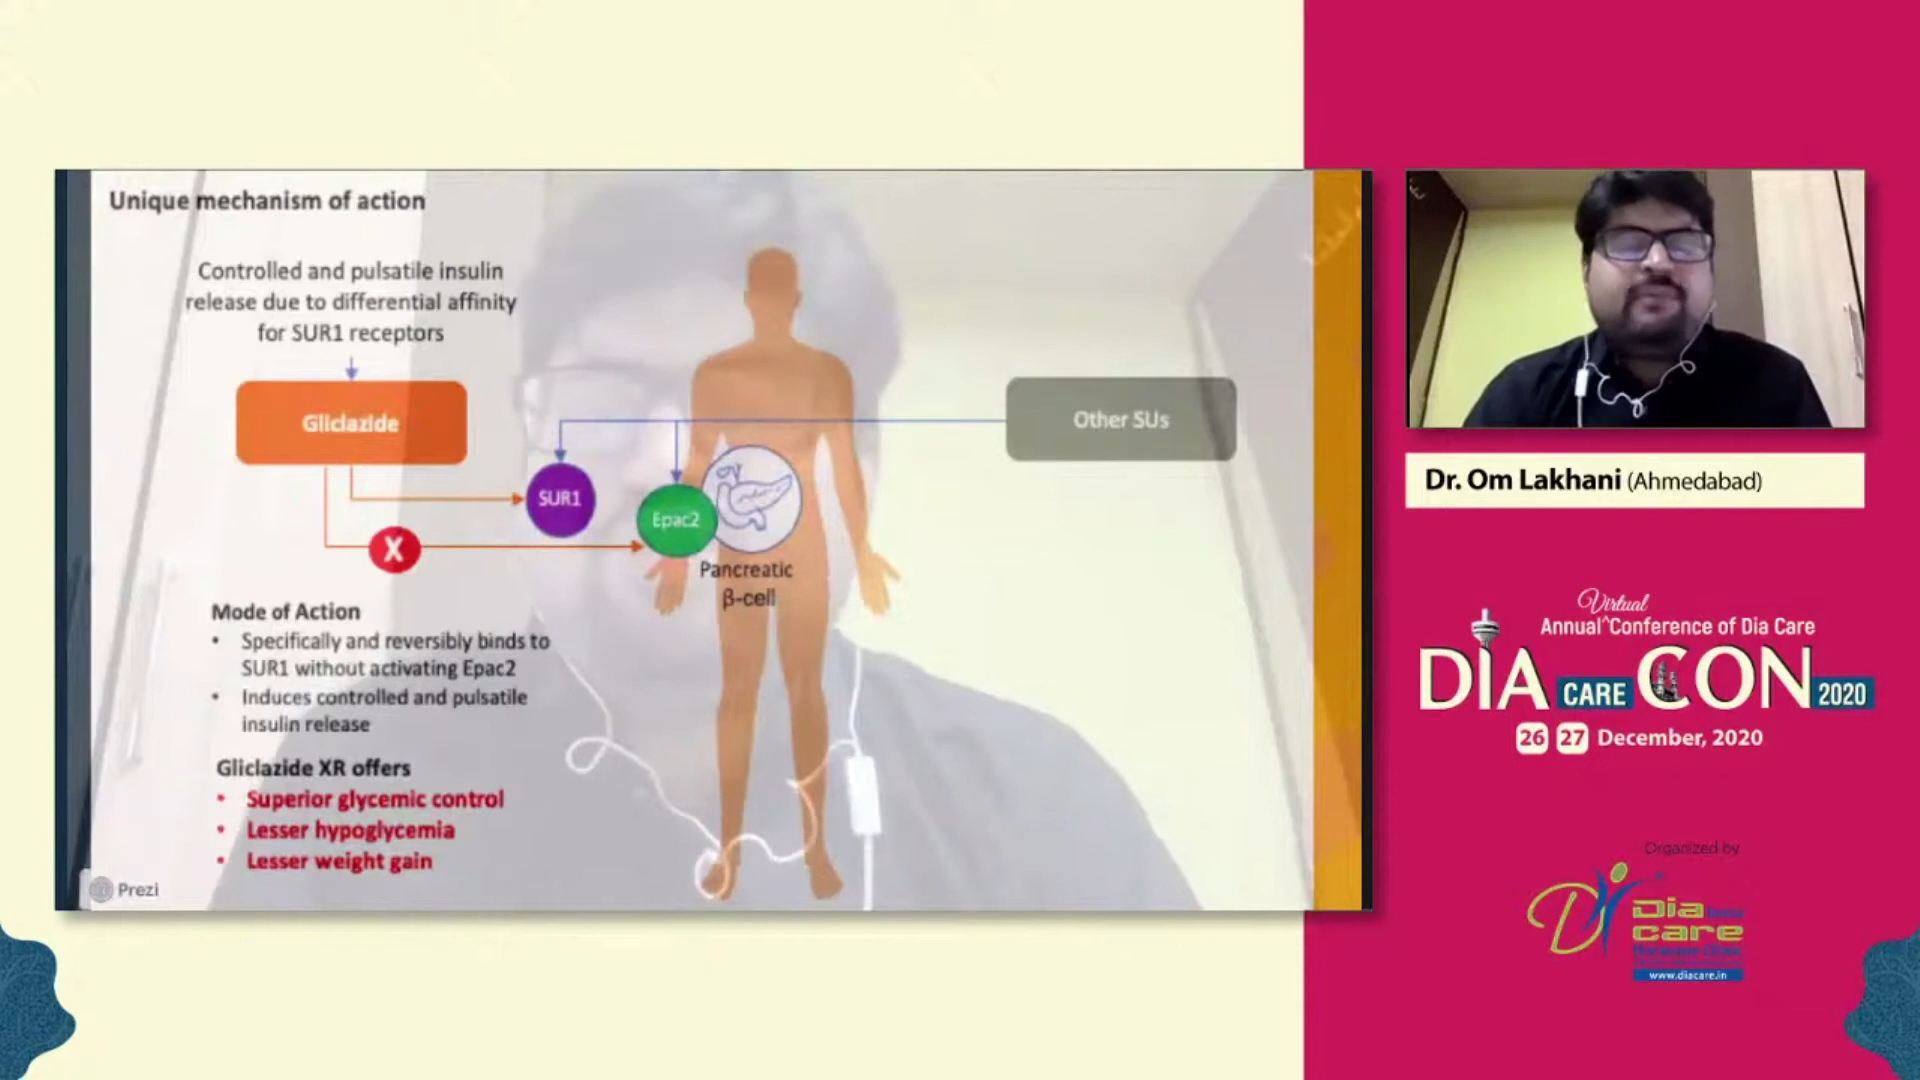 Unique mechanism of action
Controlled and pulsatile insulin
release due to differential affinity
for SUR1 receptors
Gliclazide
Other SUs
SUR1
Epac2
X
Pancreatic
β-cell
Mode of Action
• Specifically and reversibly binds to
SUR1 without activating Epac2
• Induces controlled and pulsatile
insulin release
Gliclazide XR offers
• Superior glycemic control
• Lesser hypoglycemia
• Lesser weight gain
Prezi
Dr. Om Lakhani (Ahmedabad)
Virtual
Annual^Conference of Dia Care
DIA CARE CON 2020
26 27 December, 2020
Organized by
Dia
care
www.diacare.in